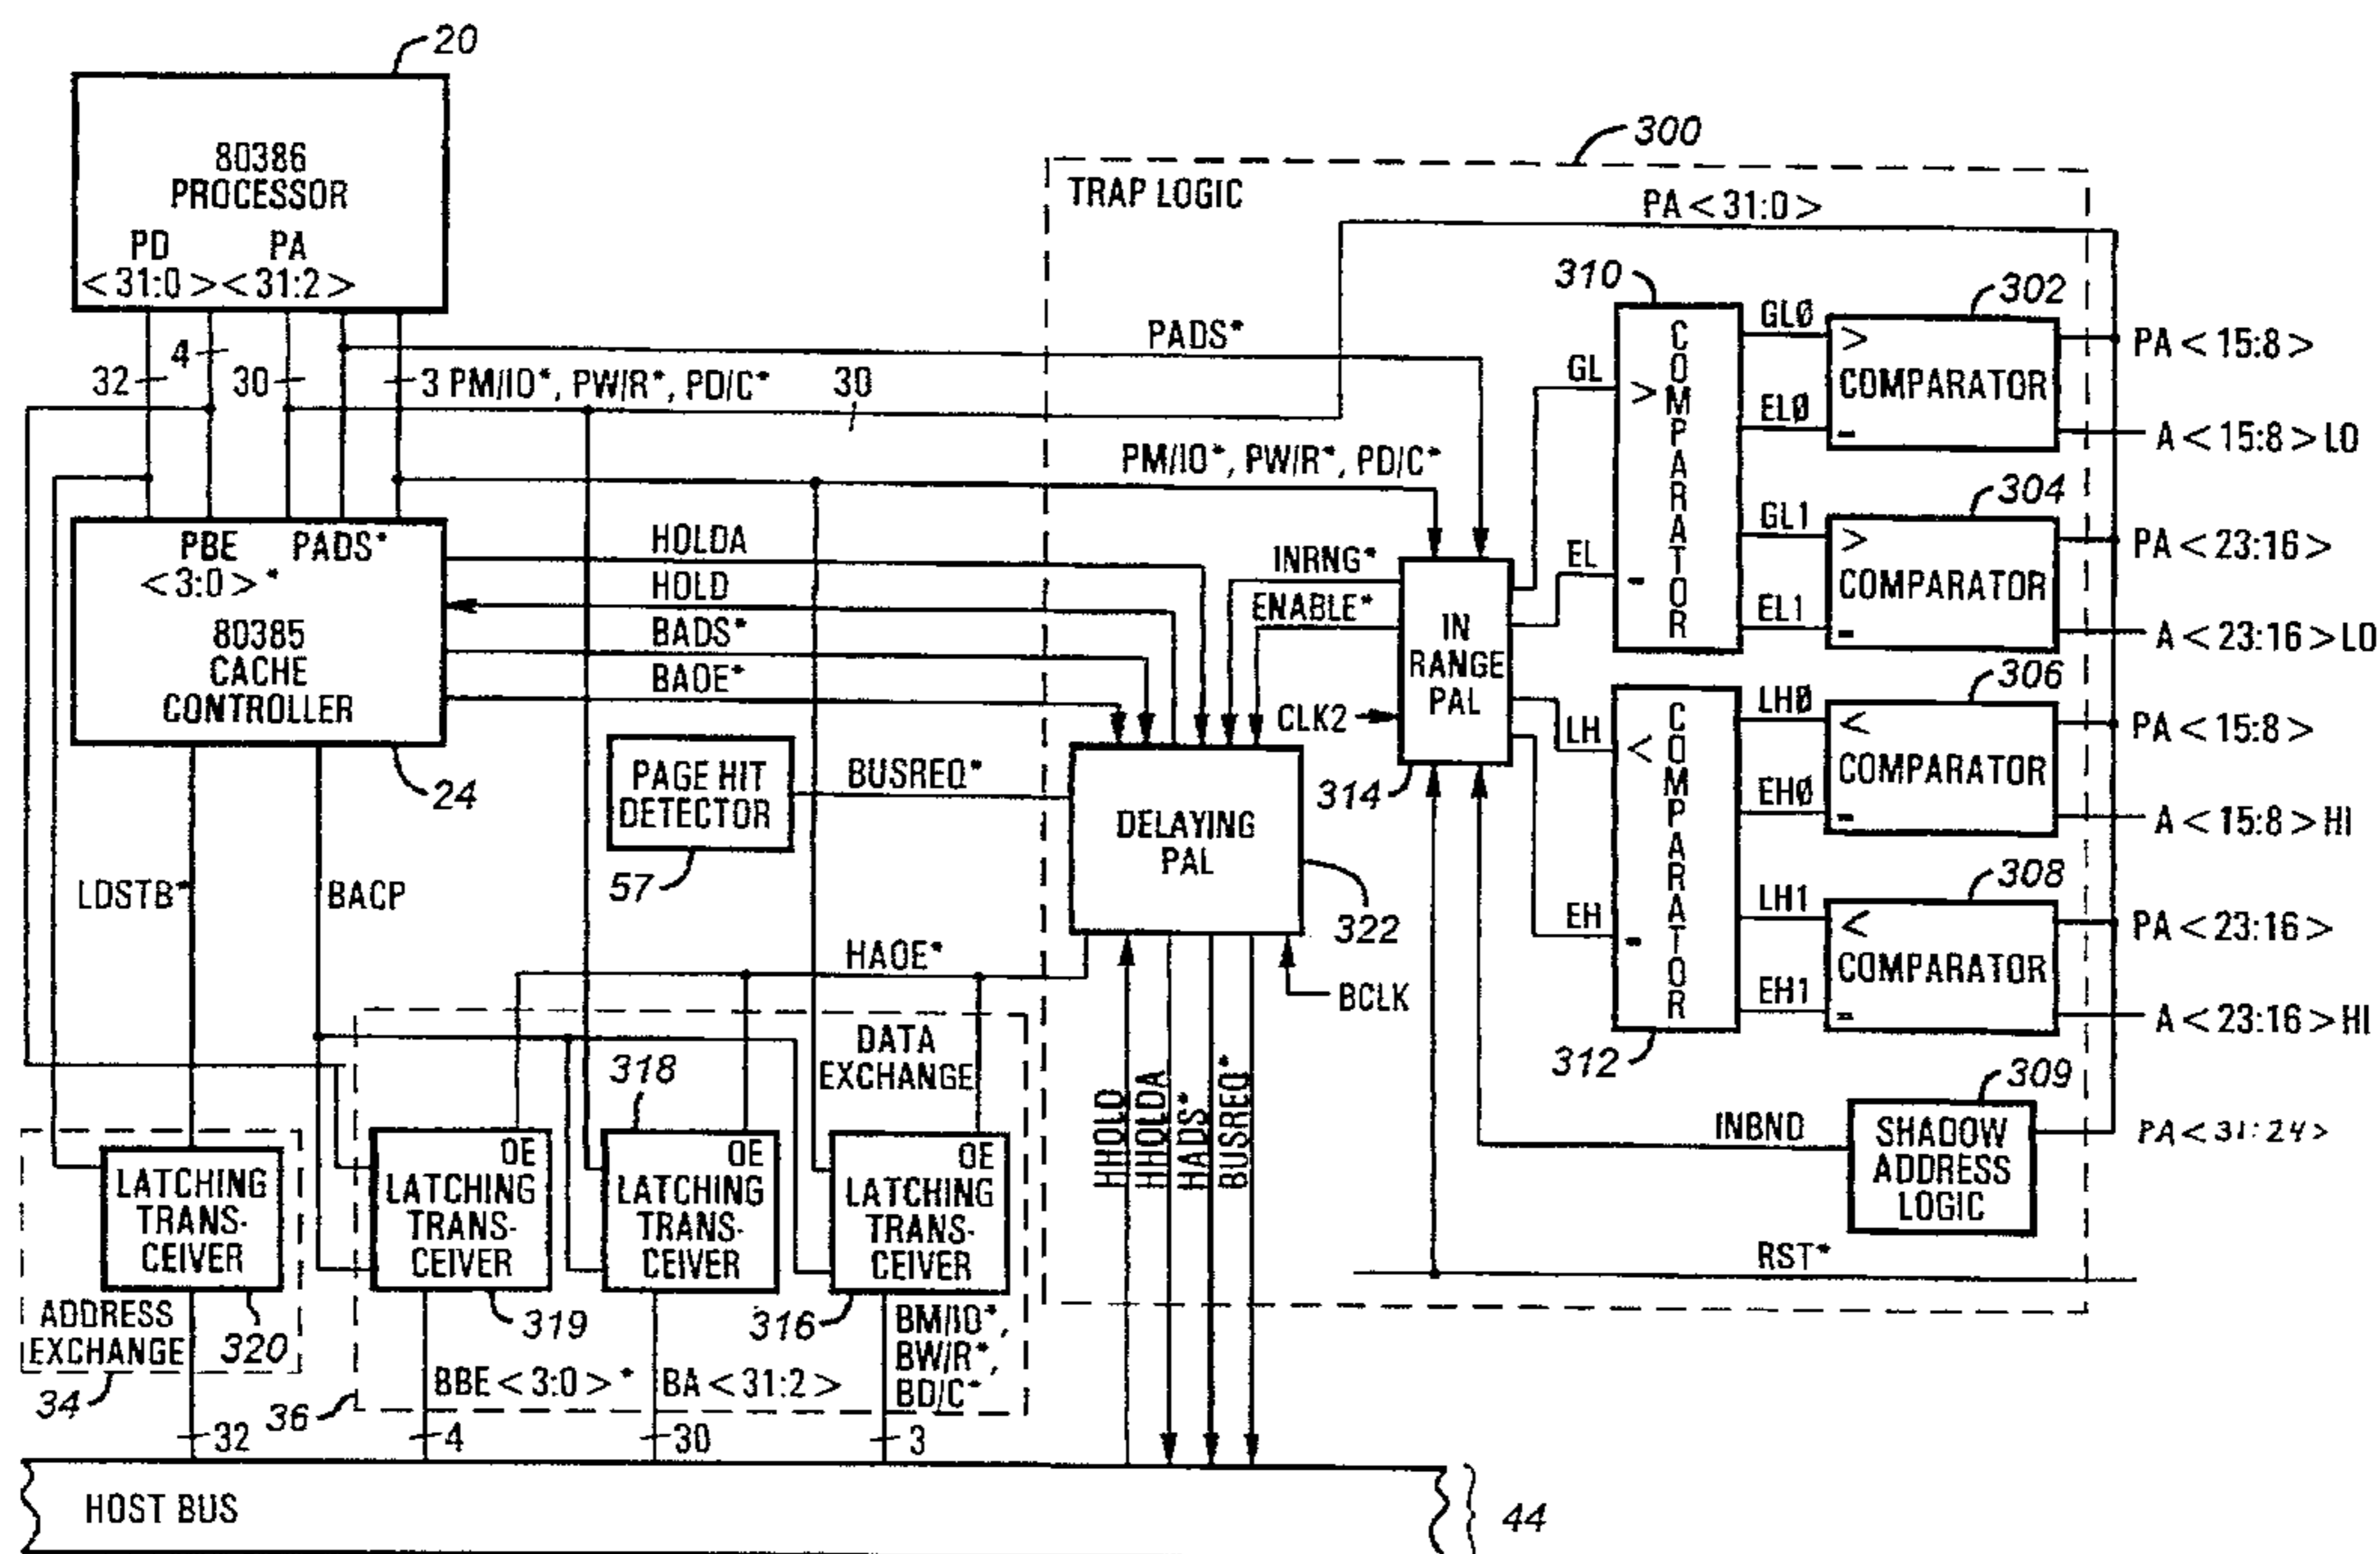 20
80386
PROCESSOR
PD PA
<31:0> <31:2>
32
4
30
3 PM/IO*, PW/R*, PD/C*
30
PADS*
300
TRAP LOGIC
PA<31:0>
PM/IO*, PW/R*, PD/C*
PBE PADS*
<3:0>*
80385
CACHE
CONTROLLER
24
HOLDA
HOLD
BADS*
BAOE*
INRNG*
ENABLE*
CLK2
IN
RANGE
PAL
314
GL
EL
LH
EH
310
>
COMPARATOR
=
<
COMPARATOR
=
312
GLØ
ELØ
GL1
EL1
LHØ
EHØ
LH1
EH1
302
>
COMPARATOR
=
304
>
COMPARATOR
=
306
<
COMPARATOR
=
308
<
COMPARATOR
=
PA<15:8>
A<15:8>LO
PA<23:16>
A<23:16>LO
PA<15:8>
A<15:8>HI
PA<23:16>
A<23:16>HI
309
SHADOW
ADDRESS
LOGIC
INBND
PA<31:24>
RST*
PAGE HIT
DETECTOR
57
BUSREQ*
DELAYING
PAL
322
BCLK
LDSTB*
BACP
HAOE*
HHOLD
HHOLDA
HADS*
BUSREQ*
DATA
EXCHANGE
318
LATCHING
TRANS-
CEIVER
320
OE
LATCHING
TRANS-
CEIVER
319
OE
LATCHING
TRANS-
CEIVER
OE
LATCHING
TRANS-
CEIVER
316
ADDRESS
EXCHANGE
34
36
BBE<3:0>*
BA<31:2>
BM/IO*,
BW/R*,
BD/C*
32
4
30
3
HOST BUS
44